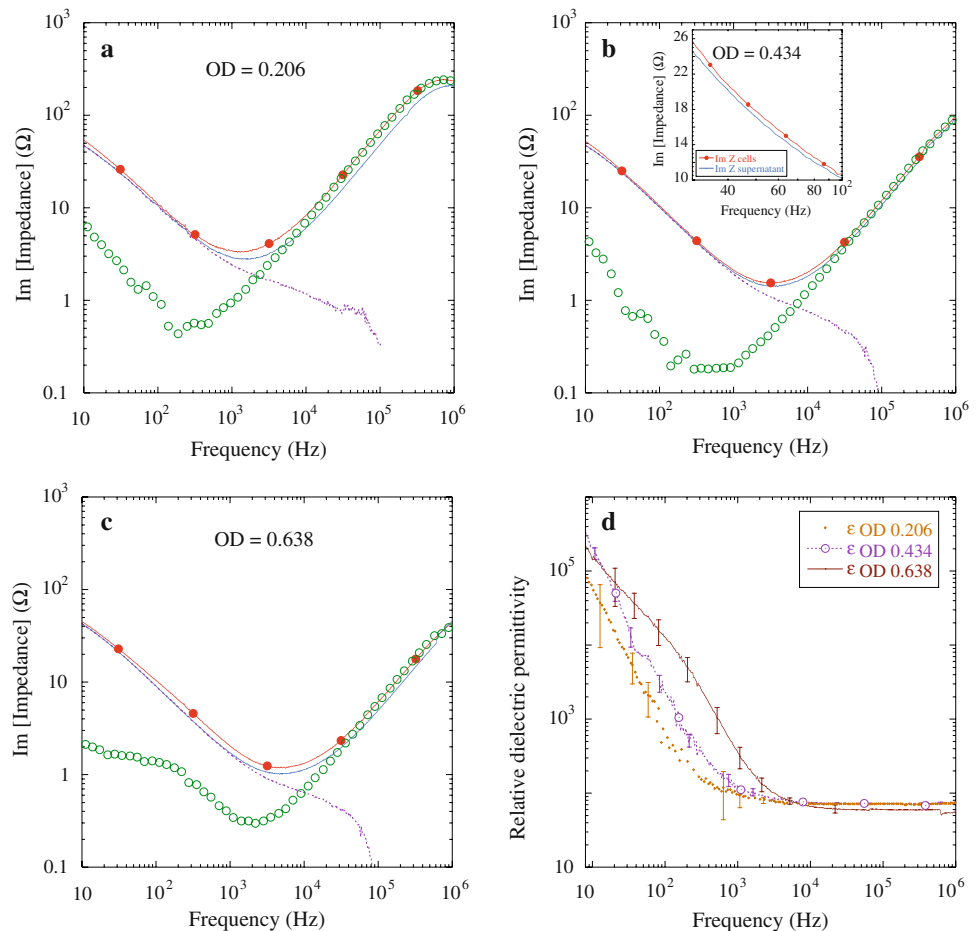 a
OD = 0.206
Im [Impedance] (Ω)
10³
10²
10
1
0.1
10
10²
10³
10⁴
10⁵
10⁶
Frequency (Hz)
b
OD = 0.434
Im [Impedance] (Ω)
10³
10²
10
1
0.1
10
10²
10³
10⁴
10⁵
10⁶
Frequency (Hz)
Im [Impedance] (Ω)
26
22
18
14
10
Im Z cells
Im Z supernatant
40
60
80
10²
Frequency (Hz)
c
OD = 0.638
Im [Impedance] (Ω)
10³
10²
10
1
0.1
10
10²
10³
10⁴
10⁵
10⁶
Frequency (Hz)
d
ε OD 0.206
ε OD 0.434
ε OD 0.638
Relative dielectric permittivity
10⁵
10³
10
10
10²
10³
10⁴
10⁵
10⁶
Frequency (Hz)